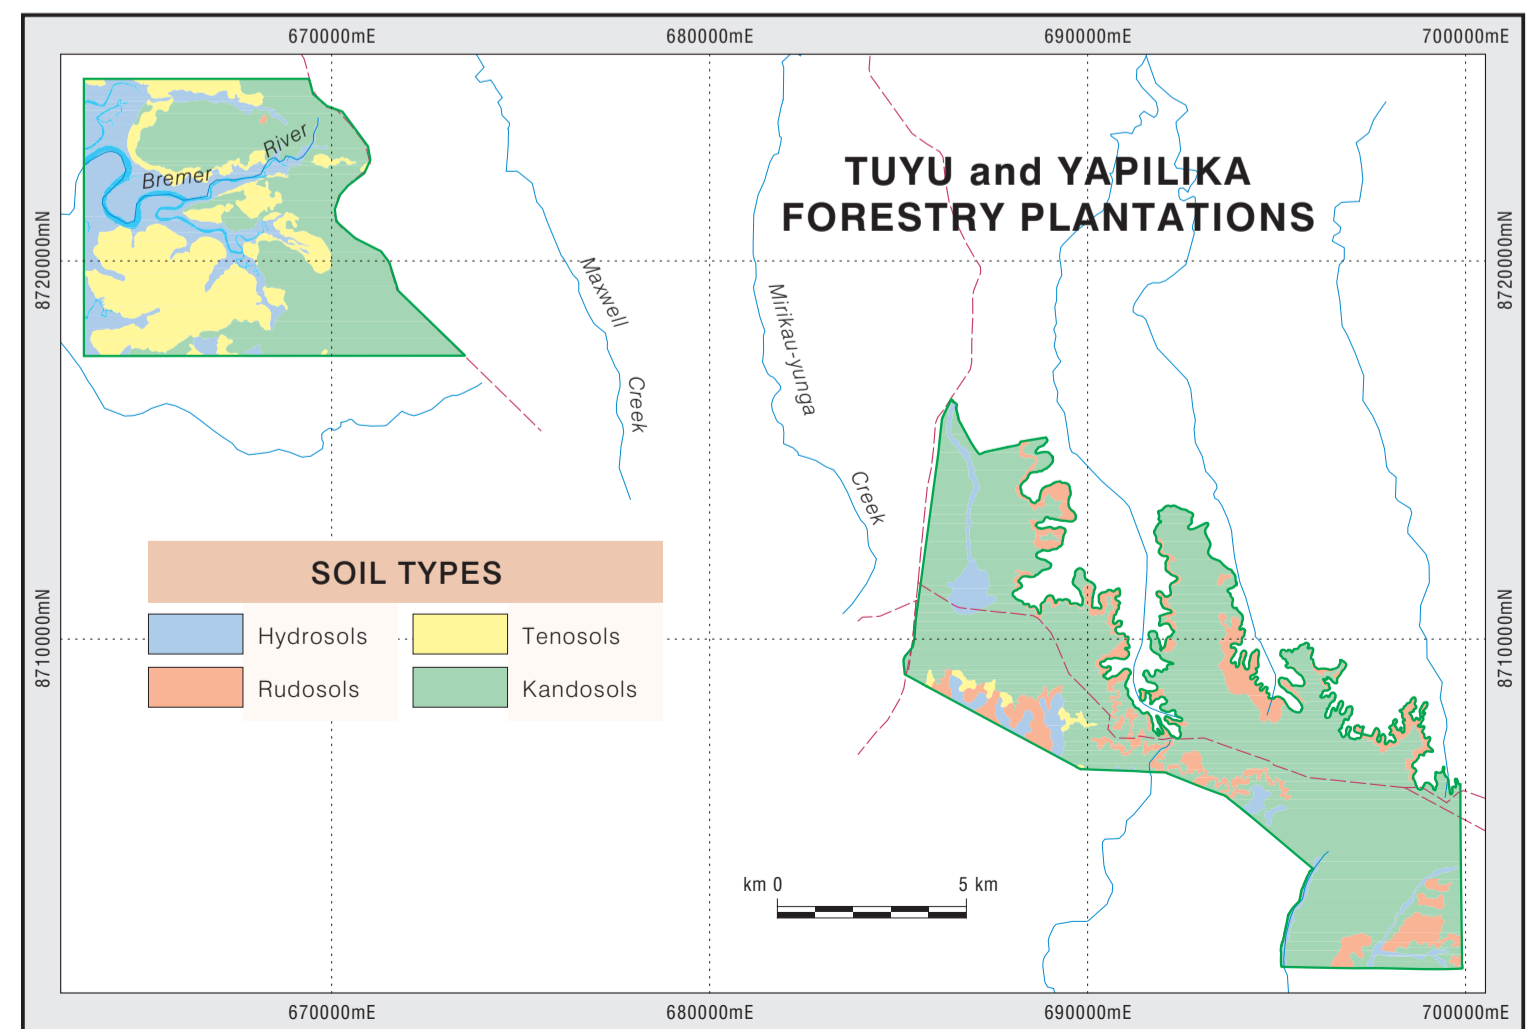 670000mE
680000mE
690000mE
700000mE
TUYU and YAPILIKA
FORESTRY PLANTATIONS
Bremer River
8720000mN
8720000mN
Maxwell Creek
Mirikau-yunga Creek
SOIL TYPES
Hydrosols
Tenosols
Rudosols
Kandosols
8710000mN
8710000mN
km 0 5 km
670000mE
680000mE
690000mE
700000mE